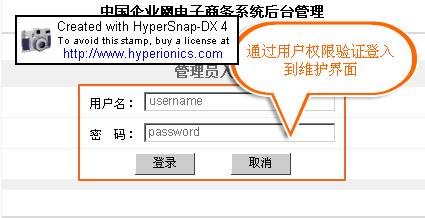 中国企业网电子商务系统后台管理
Created with HyperSnap-DX 4
To avoid this stamp, buy a license at
http://www.hyperionics.com
通过用户权限验证登入
到维护界面
管理员入
用户名：
username
密 码：
password
登录
取消